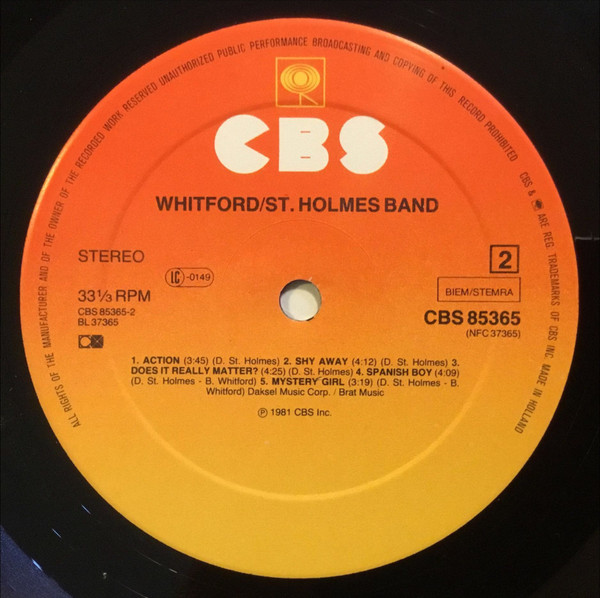 ALL RIGHTS OF THE MANUFACTURER AND OF THE OWNER OF THE RECORDED WORK RESERVED UNAUTHORIZED PUBLIC PERFORMANCE BROADCASTING AND COPYING OF THIS RECORD PROHIBITED
CBS & ARE REG. TRADEMARKS OF CBS INC. MADE IN HOLLAND
CBS
WHITFORD/ST. HOLMES BAND
STEREO
LC-0149
2
33⅓ RPM
BIEM/STEMRA
CBS 85365-2
CBS 85365
BL 37365
(NFC 37365)
1. ACTION (3:45) (D. St. Holmes) 2. SHY AWAY (4:12) (D. St. Holmes) 3.
DOES IT REALLY MATTER? (4:25) (D. St. Holmes) 4. SPANISH BOY (4:09)
(D. St. Holmes - B. Whitford) 5. MYSTERY GIRL (3:19) (D. St. Holmes - B.
Whitford) Daksel Music Corp. / Brat Music
℗ 1981 CBS Inc.